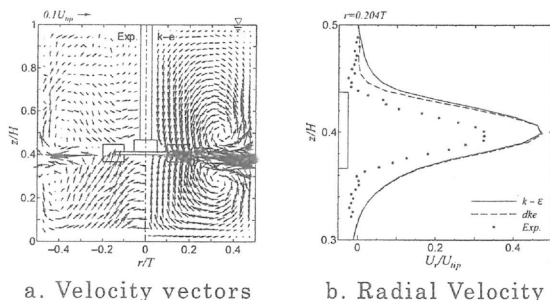 0.1U_tip
Exp.
k-e
1
0.8
0.6
z/H
0.4
0.2
0
-0.4 -0.2 0 0.2 0.4
r/T
a. Velocity vectors
r=0.204T
0.5
z/H
0.4
0.3
k - ε
dke
Exp.
0 0.2 0.4
U_r/U_tip
b. Radial Velocity